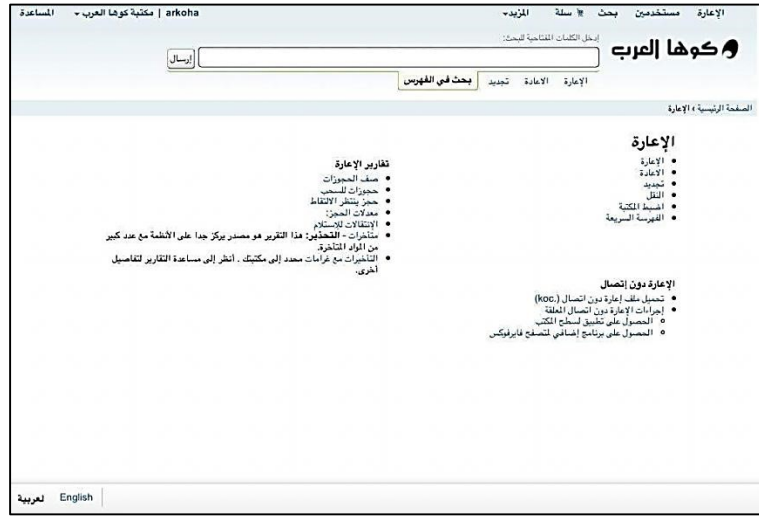 الإعارة مستخدمين بحث سلة المزيد
arkoha | مكتبة كوها العرب المساعدة
كوها العرب
إدخل الكلمات المفتاحية للبحث:
إرسال
الإعارة الاعادة تجديد بحث في الفهرس
الصفحة الرئيسية › الإعارة
الإعارة
الإعارة
الاعادة
تجديد
النقل
اضبط المكتبة
الفهرسة السريعة
الإعارة دون إتصال
تحميل ملف إعارة دون اتصال (.koc)
إجراءات الإعارة دون اتصال المعلقة
الحصول على تطبيق لسطح المكتب
الحصول على برنامج إضافي لمتصفح فايرفوكس
تقارير الإعارة
صف الحجوزات
حجوزات للسحب
حجز ينتظر الالتقاط
معدلات الحجز:
الإنتقالات للإستلام
متأخرات - التحذير: هذا التقرير هو مصدر يركز جدا على الأنظمة مع عدد كبير
من المواد المتأخرة.
التأخيرات مع غرامات محدد إلى مكتبتك . أنظر إلى مساعدة التقارير لتفاصيل
أخرى.
English لعربية